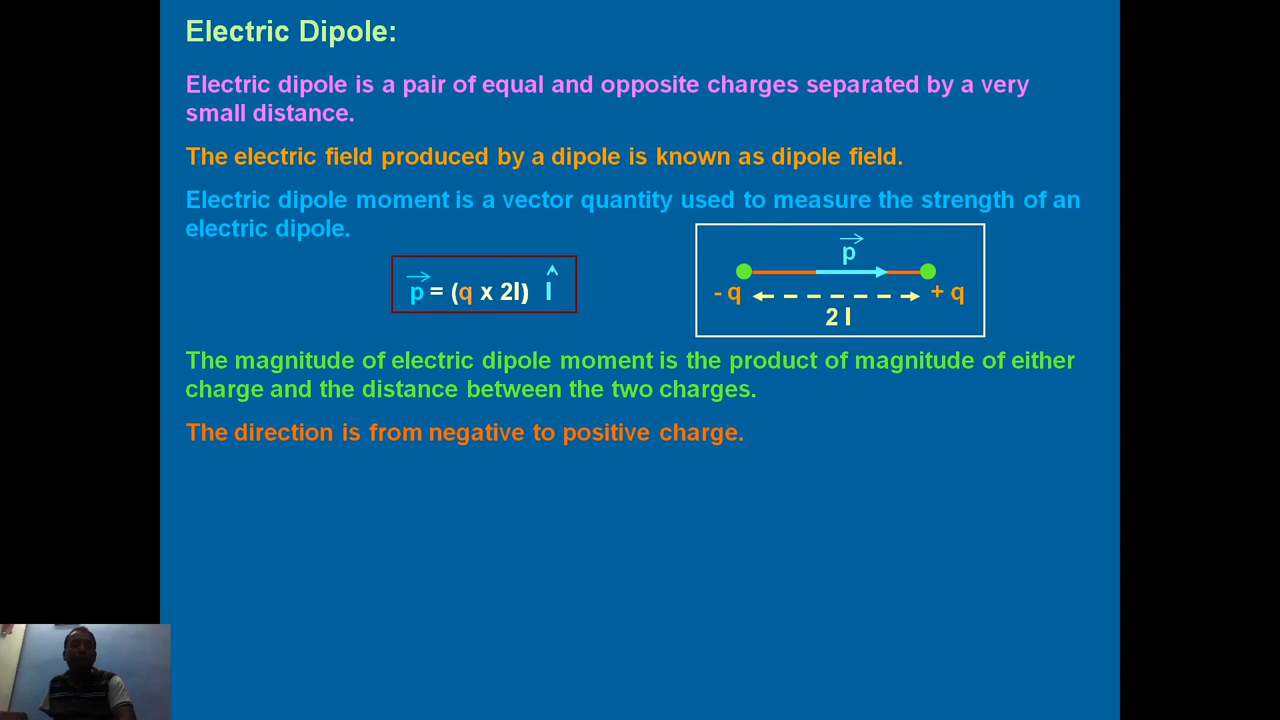 Electric Dipole:
Electric dipole is a pair of equal and opposite charges separated by a very
small distance.
The electric field produced by a dipole is known as dipole field.
Electric dipole moment is a vector quantity used to measure the strength of an
electric dipole.
p = (q x 2l) l
p
- q
+ q
2 l
The magnitude of electric dipole moment is the product of magnitude of either
charge and the distance between the two charges.
The direction is from negative to positive charge.